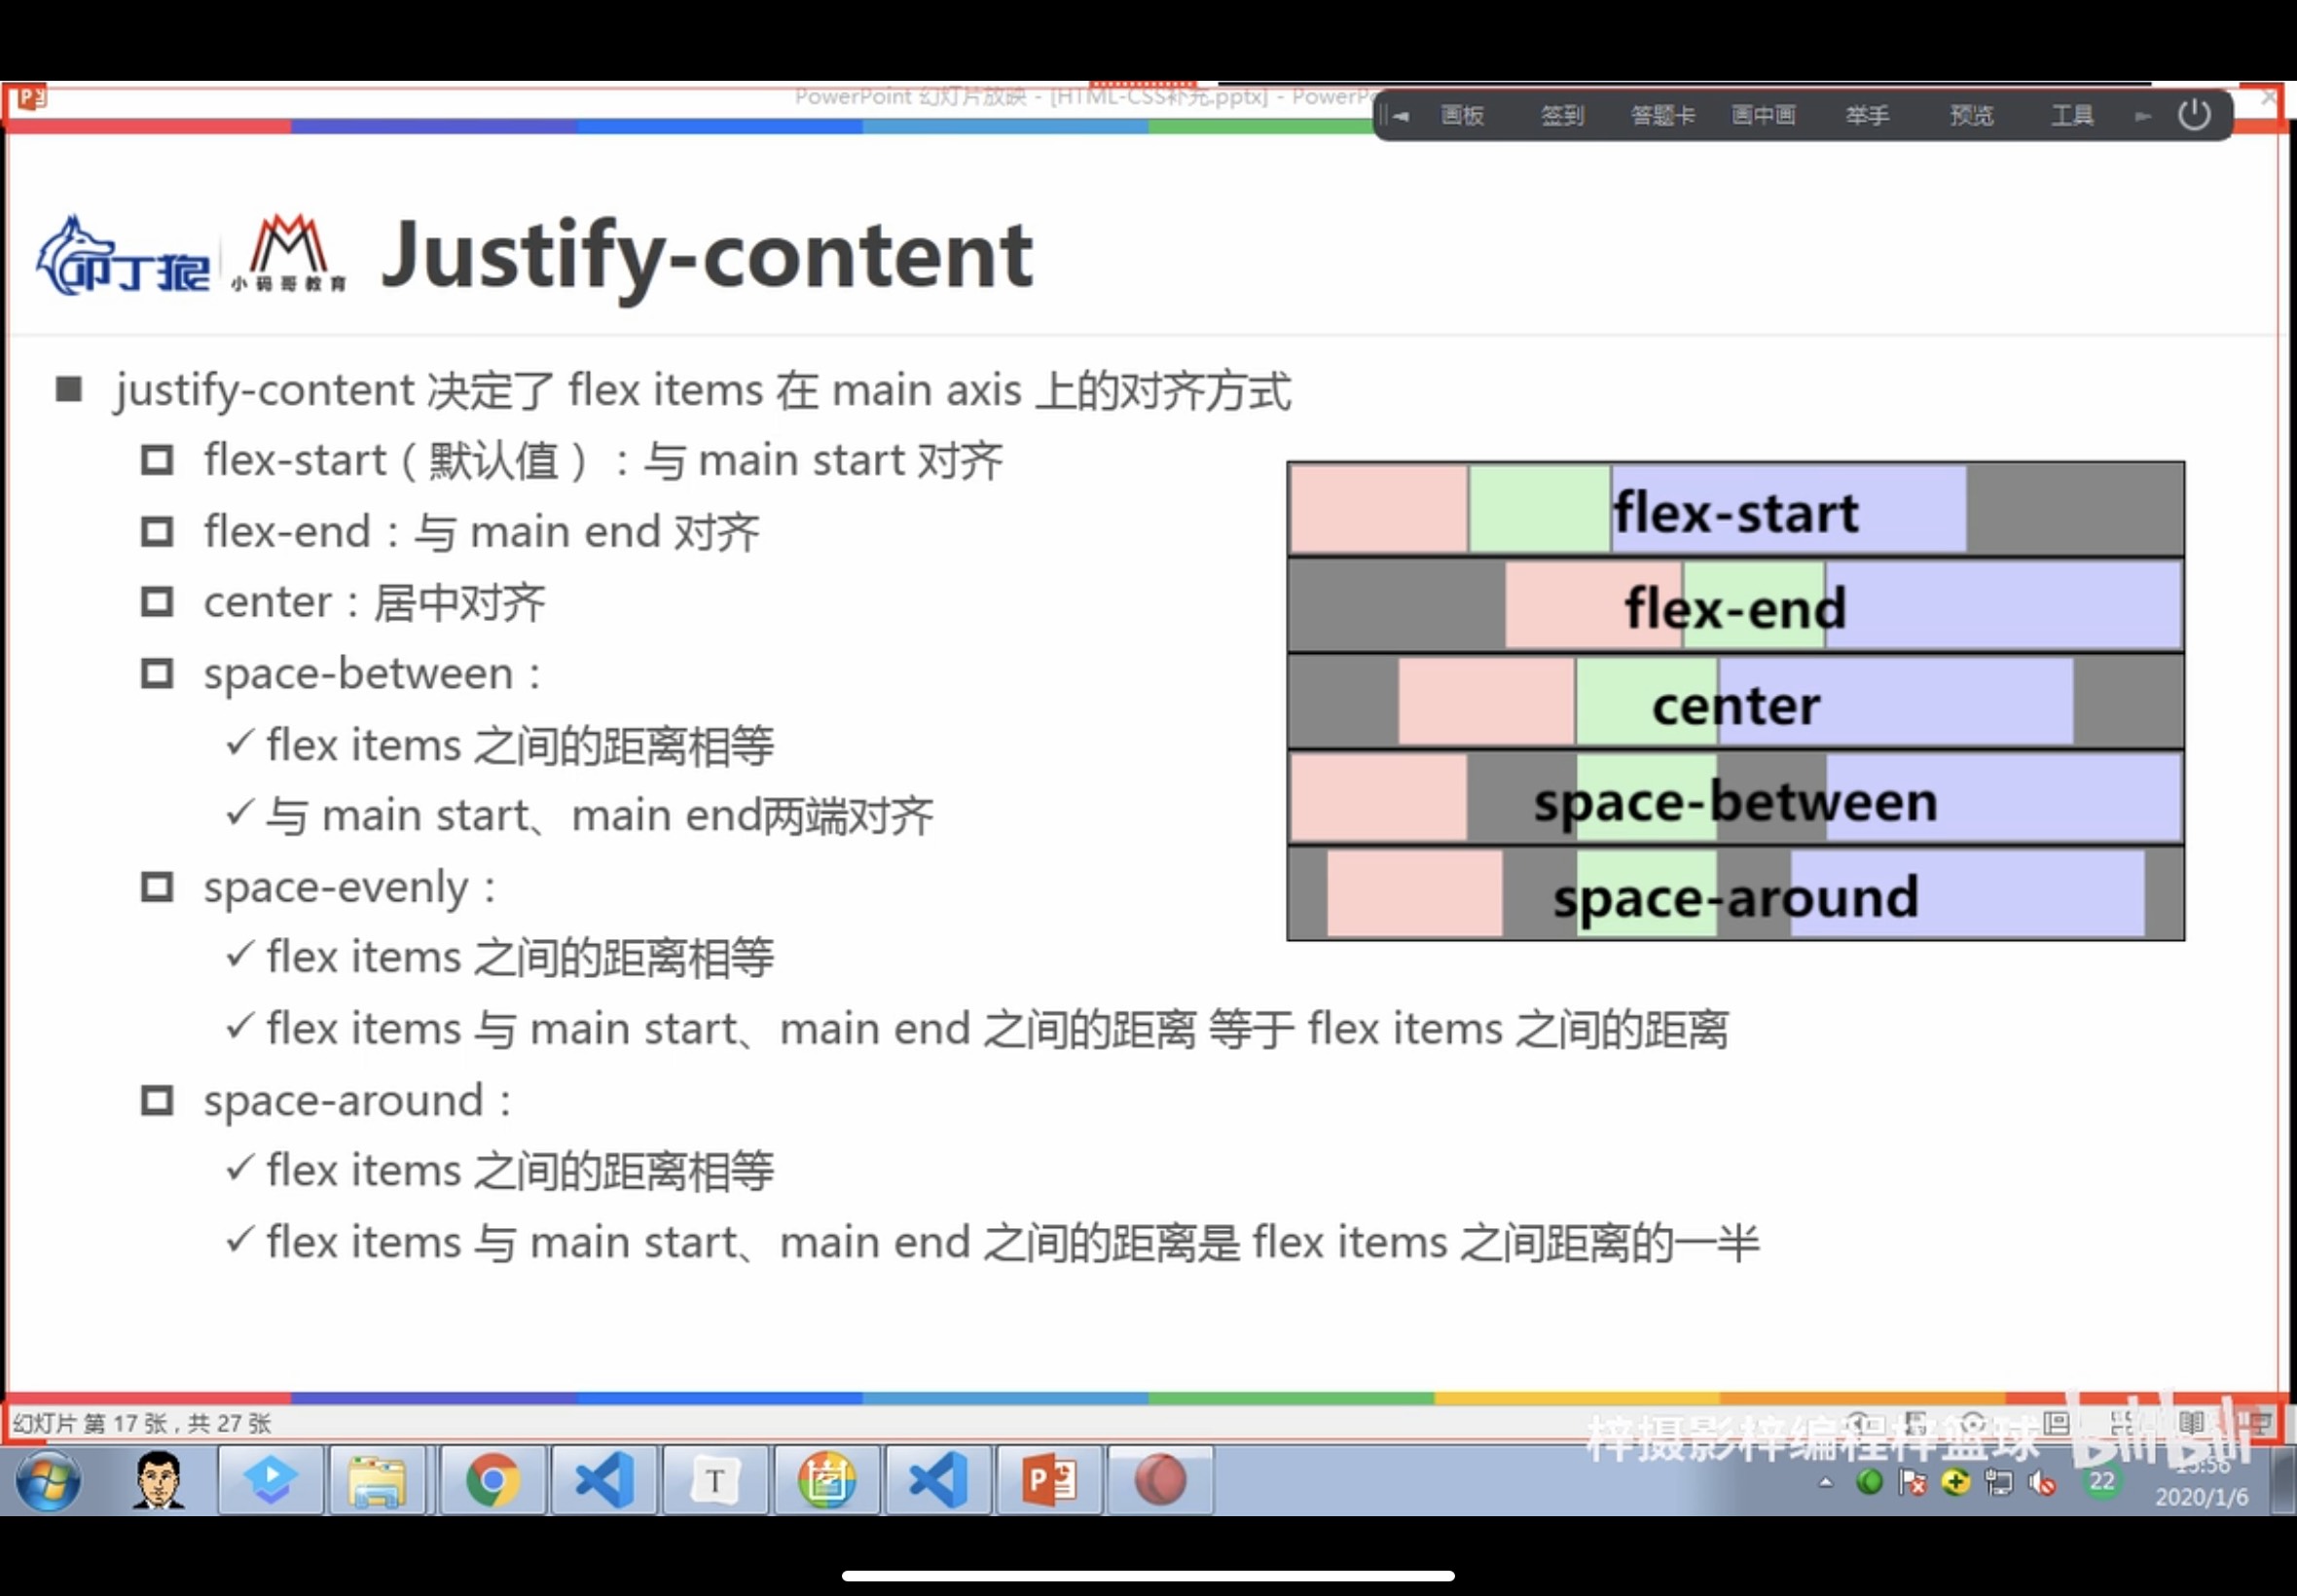 PowerPoint 幻灯片放映 - [HTML-CSS补充.pptx] -
画板 签到 答题卡 画中画 举手 预览 工具
叩丁狼
小码哥教育
Justify-content
justify-content 决定了 flex items 在 main axis 上的对齐方式
flex-start（默认值）：与 main start 对齐
flex-end：与 main end 对齐
center：居中对齐
space-between：
flex items 之间的距离相等
与 main start、main end两端对齐
space-evenly：
flex items 之间的距离相等
flex items 与 main start、main end 之间的距离 等于 flex items 之间的距离
space-around：
flex items 之间的距离相等
flex items 与 main start、main end 之间的距离是 flex items 之间距离的一半
flex-start
flex-end
center
space-between
space-around
幻灯片 第 17 张，共 27 张
梓摄影梓编程梓篮球
bilibili
T
22
15:56
2020/1/6